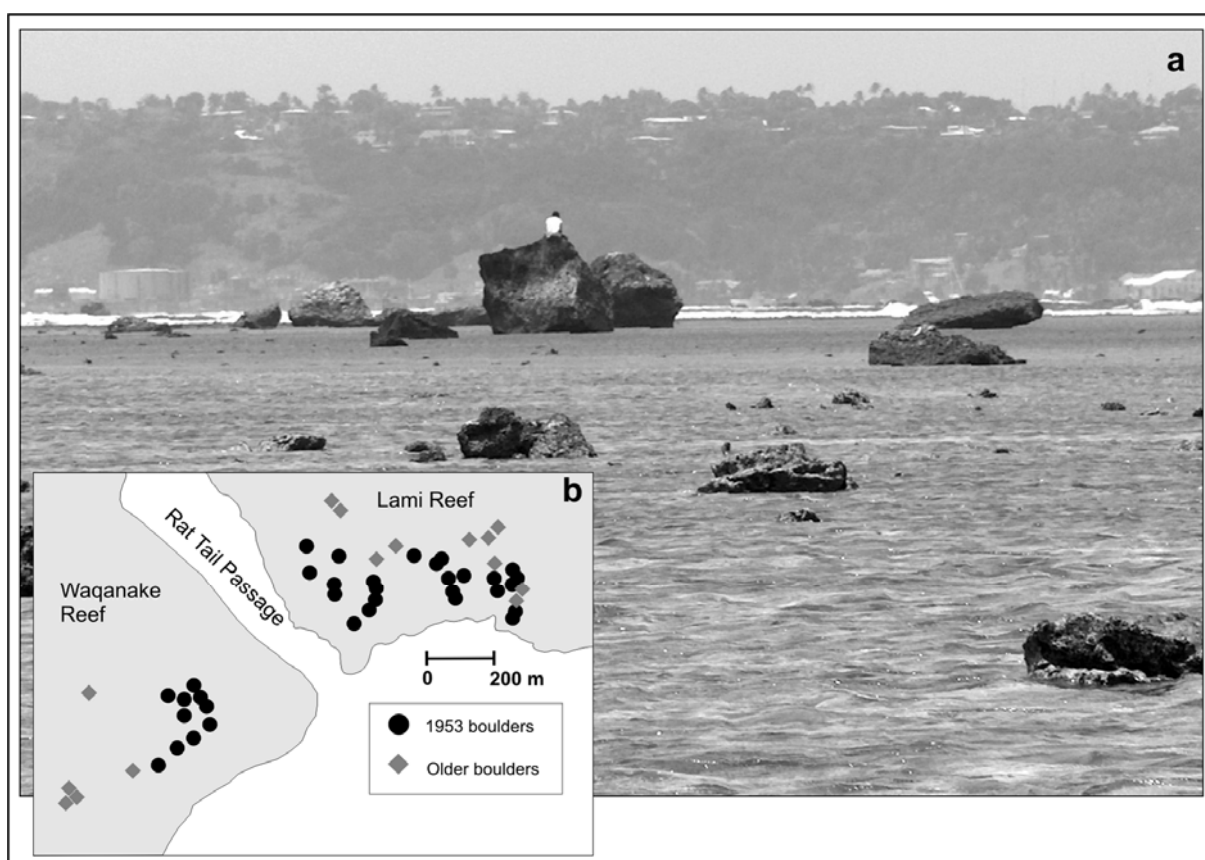 a
b
Lami Reef
Rat Tail Passage
Waqanake
Reef
0 200 m
1953 boulders
Older boulders